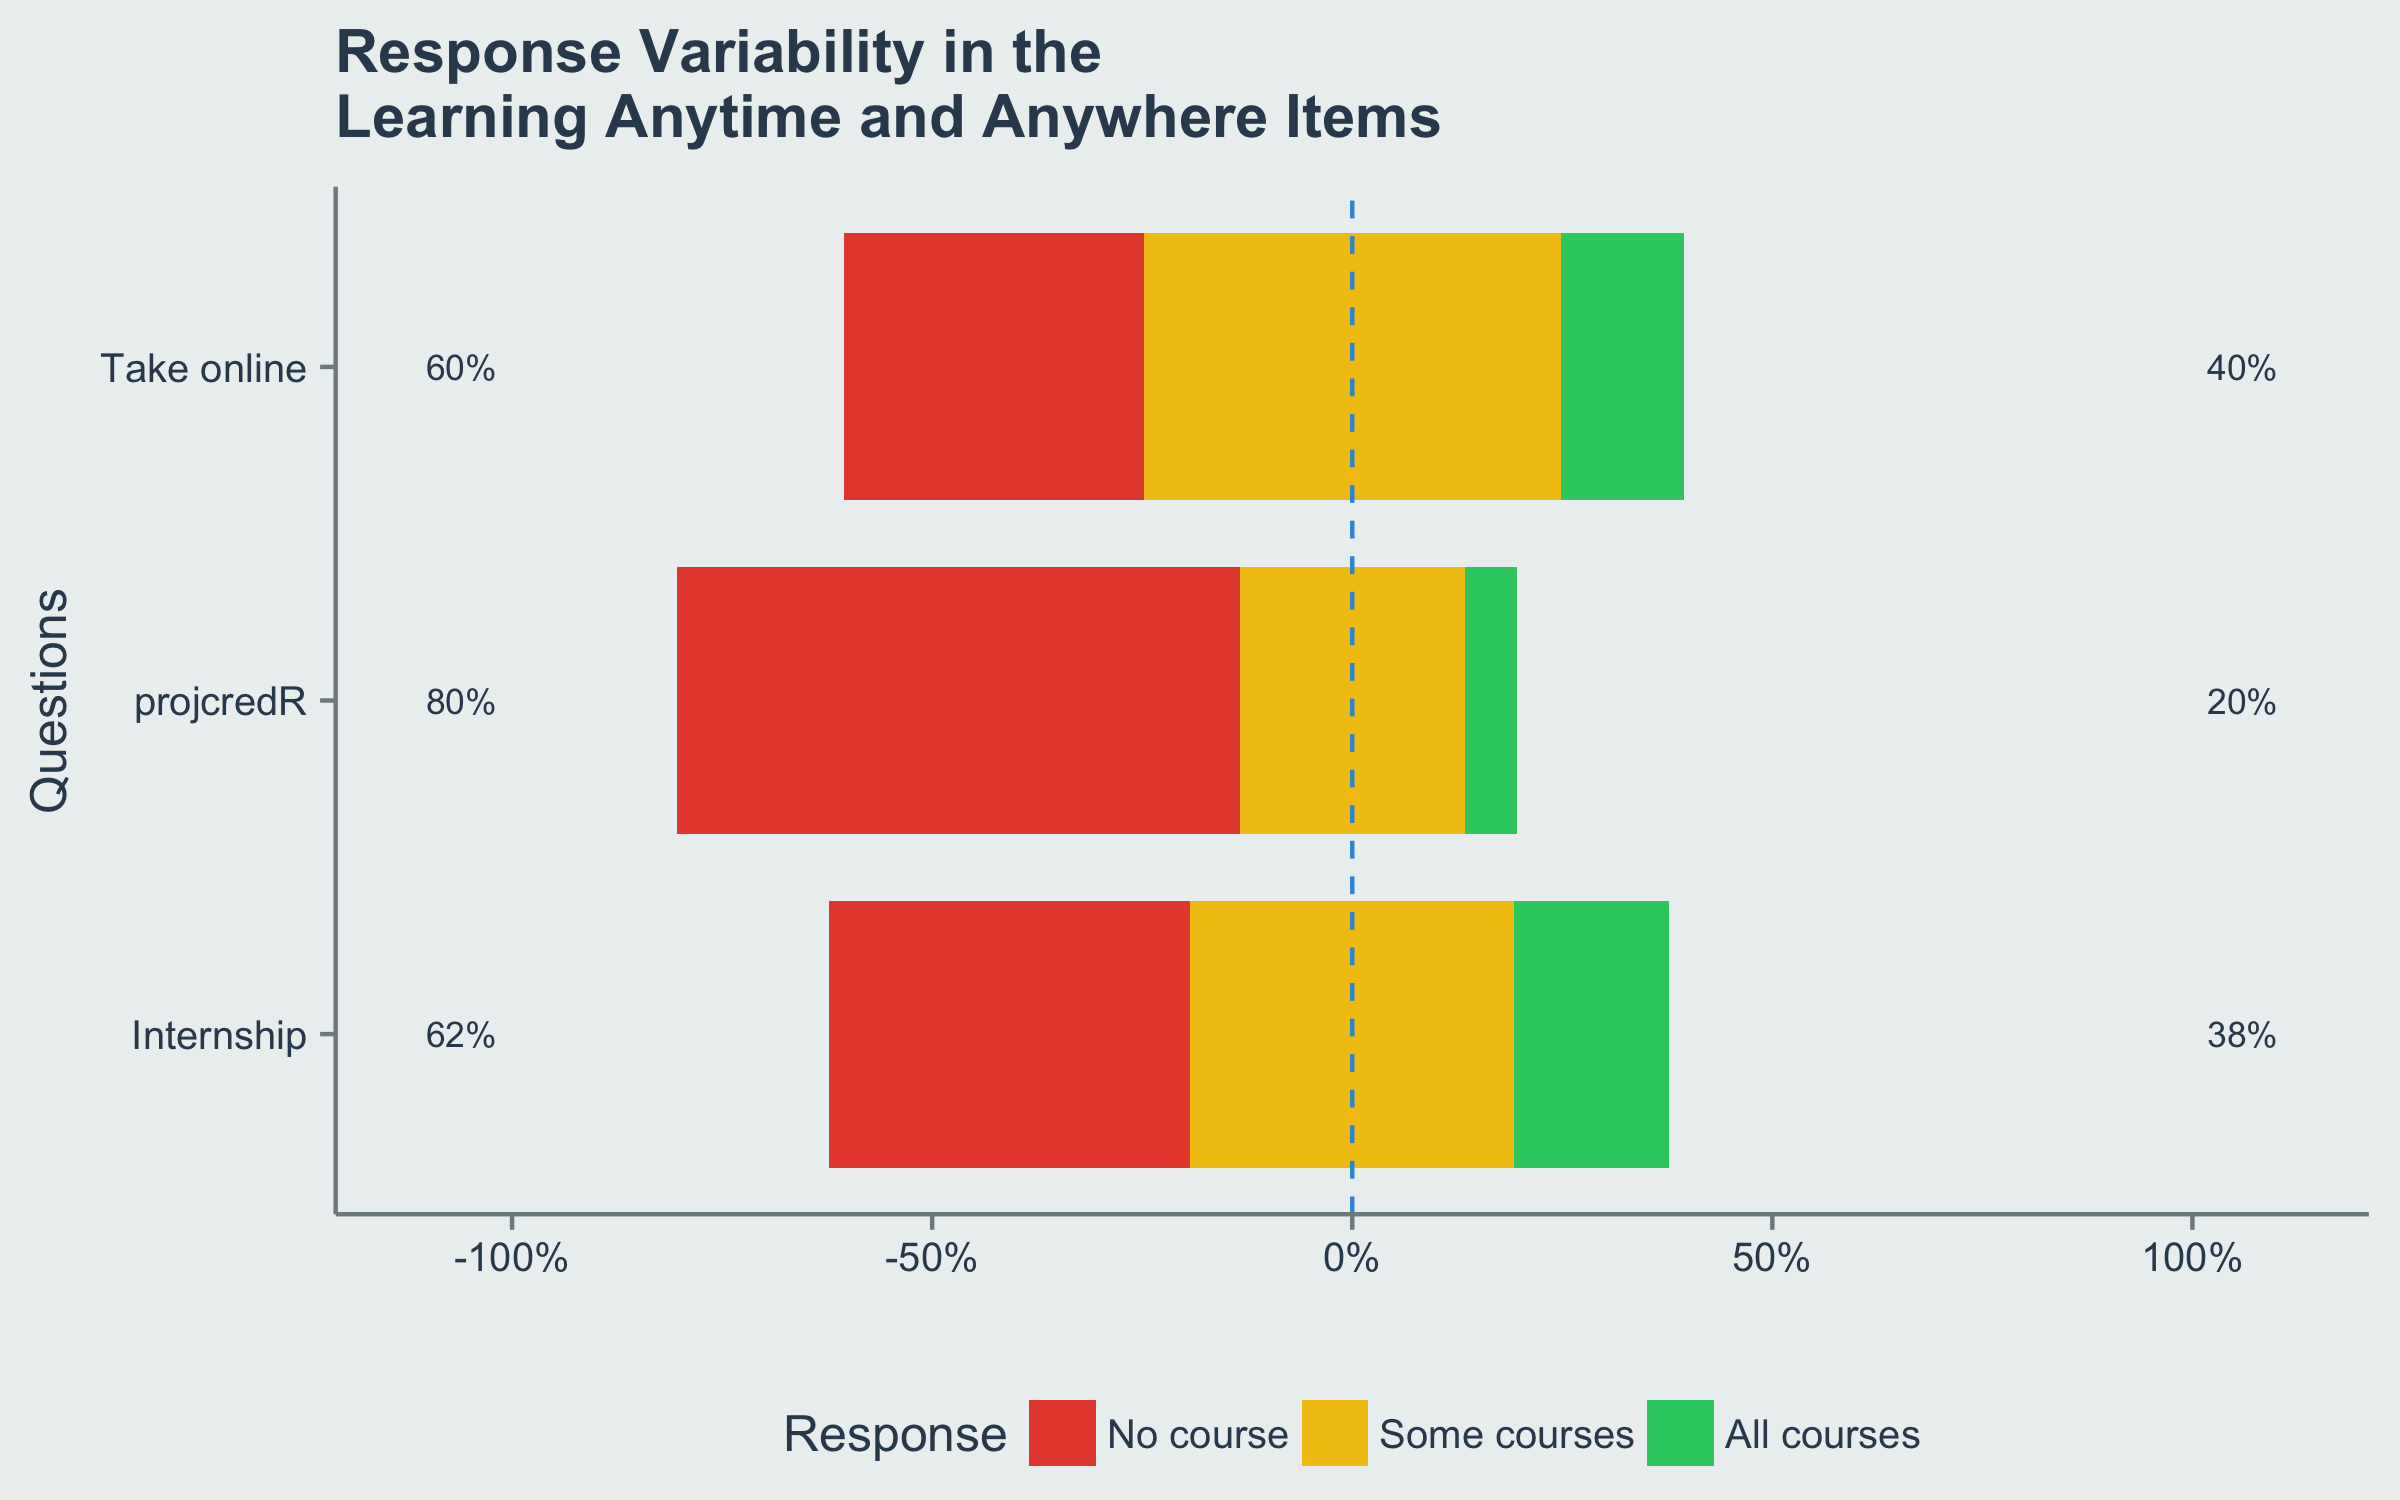 Response Variability in the
Learning Anytime and Anywhere Items
Questions
Take online 60% 40%
projcredR 80% 20%
Internship 62% 38%
-100% -50% 0% 50% 100%
Response No course Some courses All courses